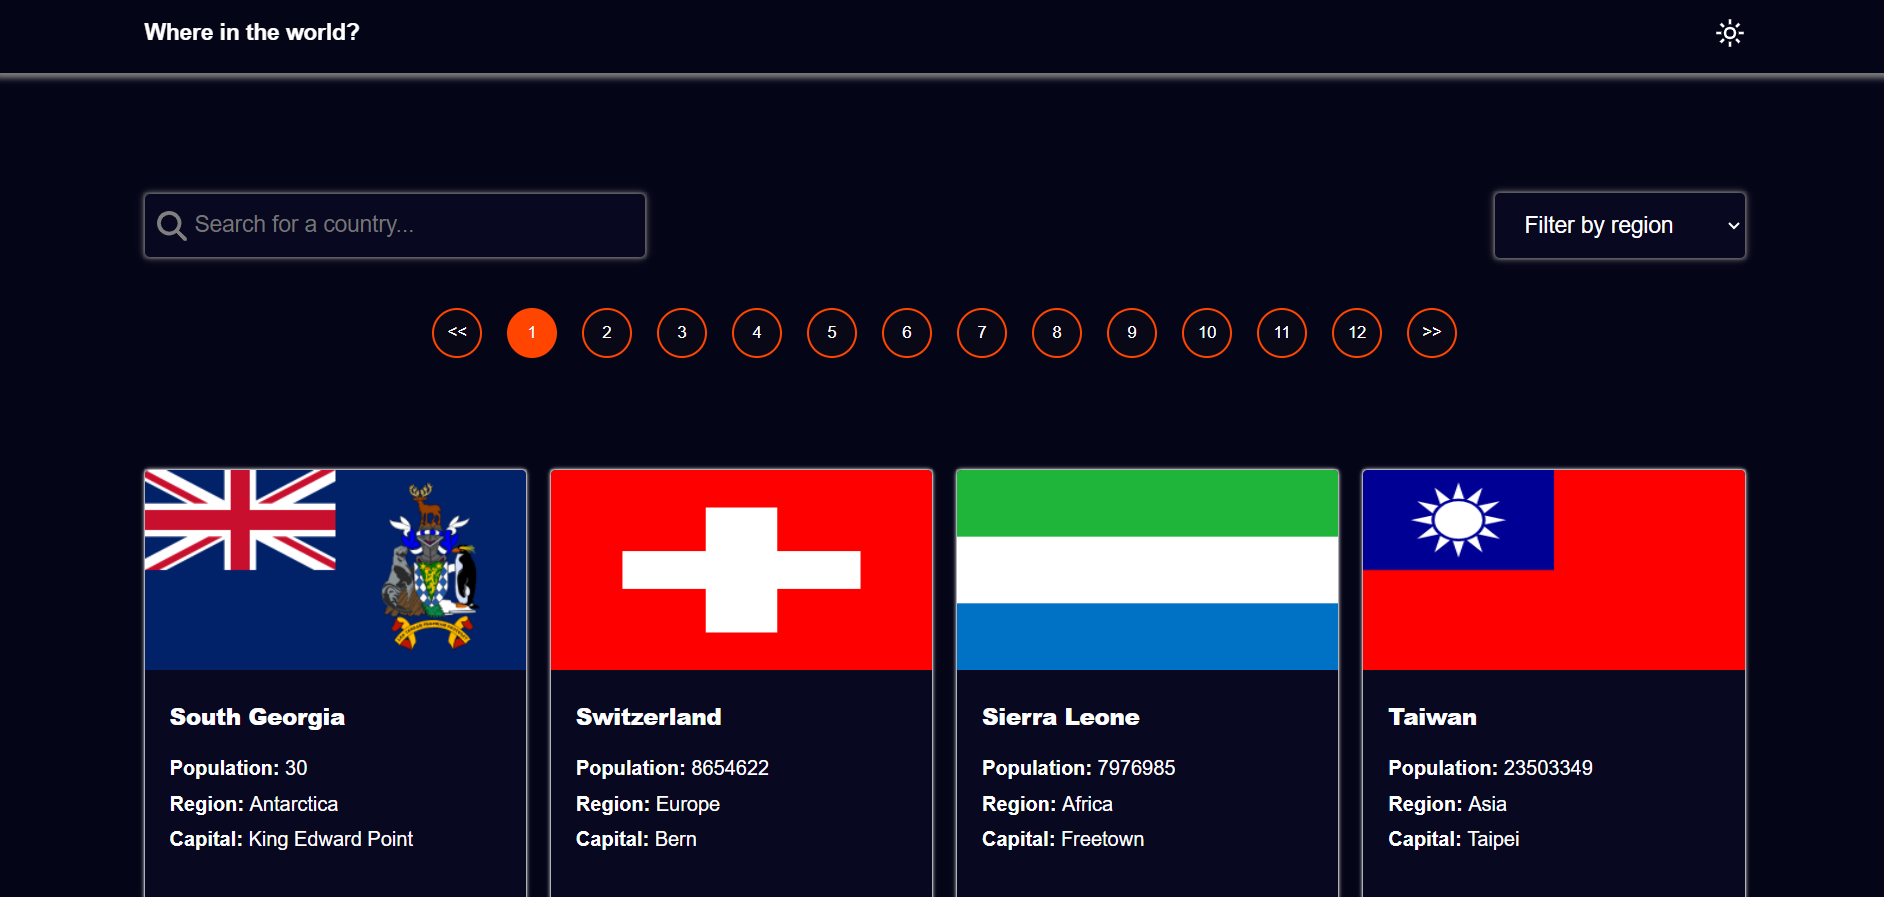 Where in the world?
Search for a country...
Filter by region
<< 1 2 3 4 5 6 7 8 9 10 11 12 >>
South Georgia
Population: 30
Region: Antarctica
Capital: King Edward Point
Switzerland
Population: 8654622
Region: Europe
Capital: Bern
Sierra Leone
Population: 7976985
Region: Africa
Capital: Freetown
Taiwan
Population: 23503349
Region: Asia
Capital: Taipei